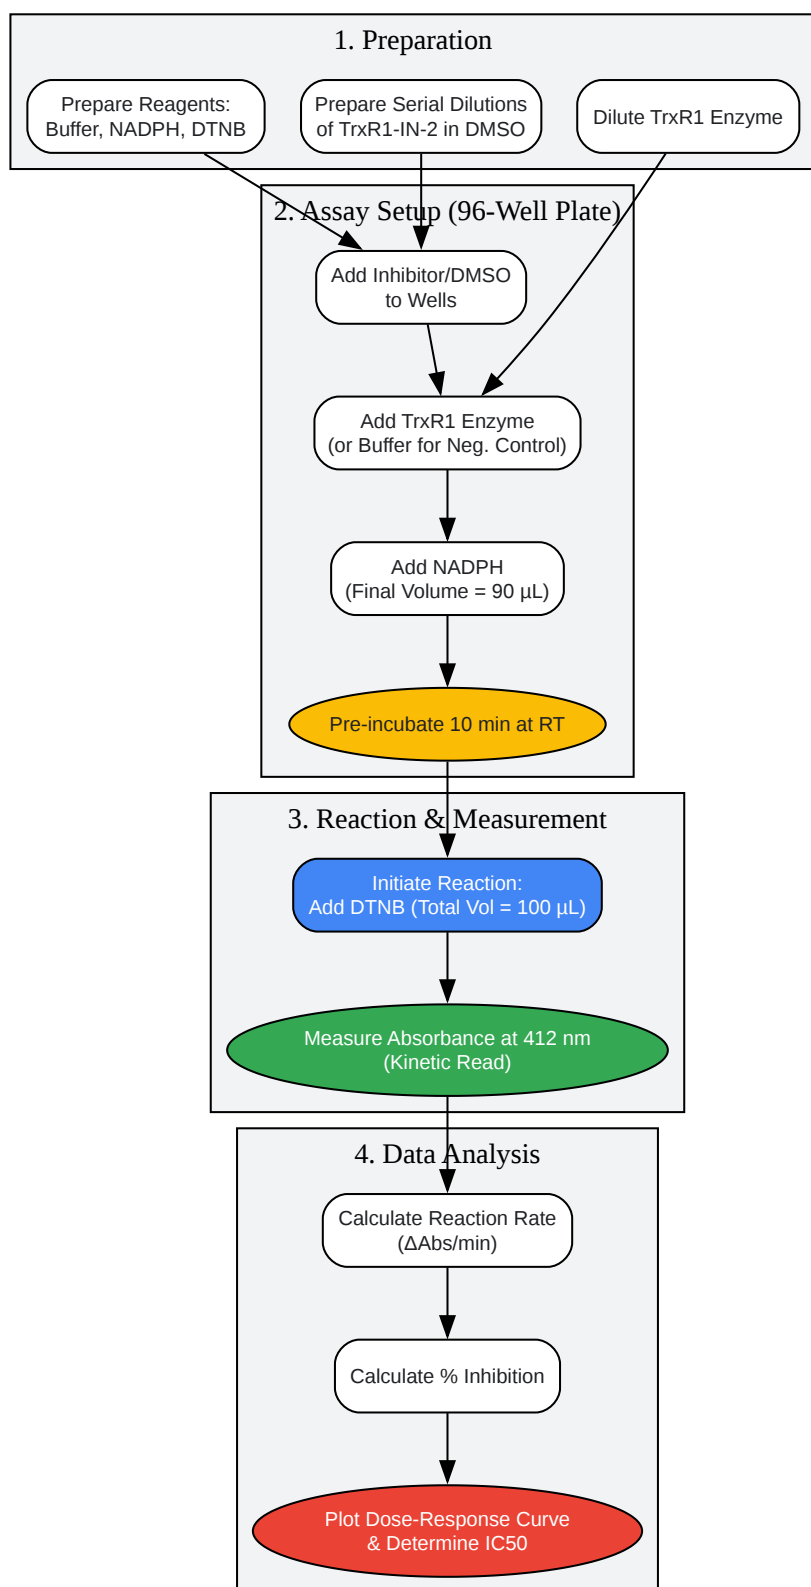 1. Preparation
Prepare Reagents:
Buffer, NADPH, DTNB
Prepare Serial Dilutions
of TrxR1-IN-2 in DMSO
Dilute TrxR1 Enzyme
2. Assay Setup (96-Well Plate)
Add Inhibitor/DMSO
to Wells
Add TrxR1 Enzyme
(or Buffer for Neg. Control)
Add NADPH
(Final Volume = 90 µL)
Pre-incubate 10 min at RT
3. Reaction & Measurement
Initiate Reaction:
Add DTNB (Total Vol = 100 µL)
Measure Absorbance at 412 nm
(Kinetic Read)
4. Data Analysis
Calculate Reaction Rate
(ΔAbs/min)
Calculate % Inhibition
Plot Dose-Response Curve
& Determine IC50